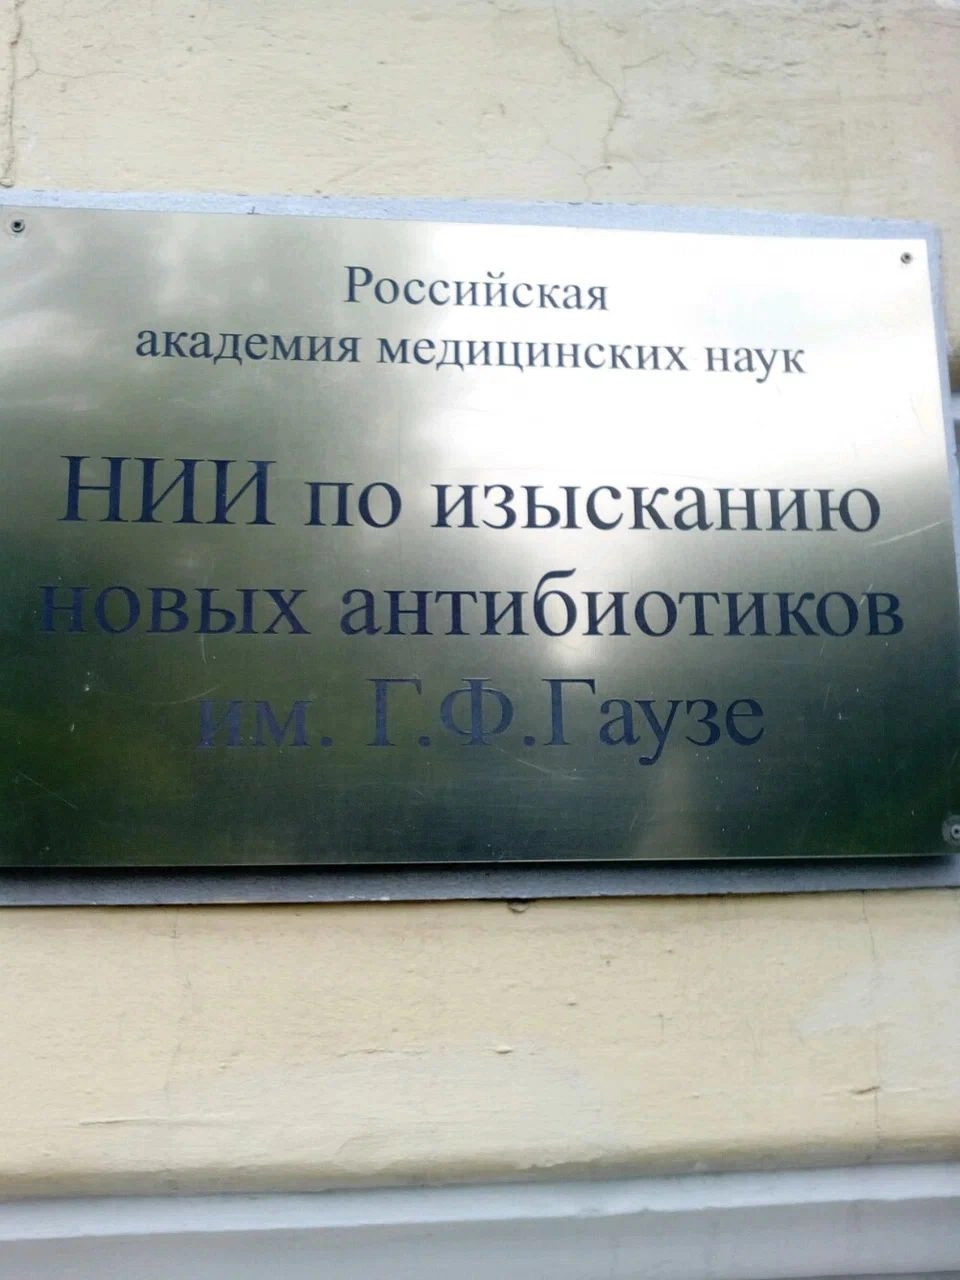 Российская
академия медицинских наук
НИИ по изысканию
новых антибиотиков
им. Г.Ф.Гаузе